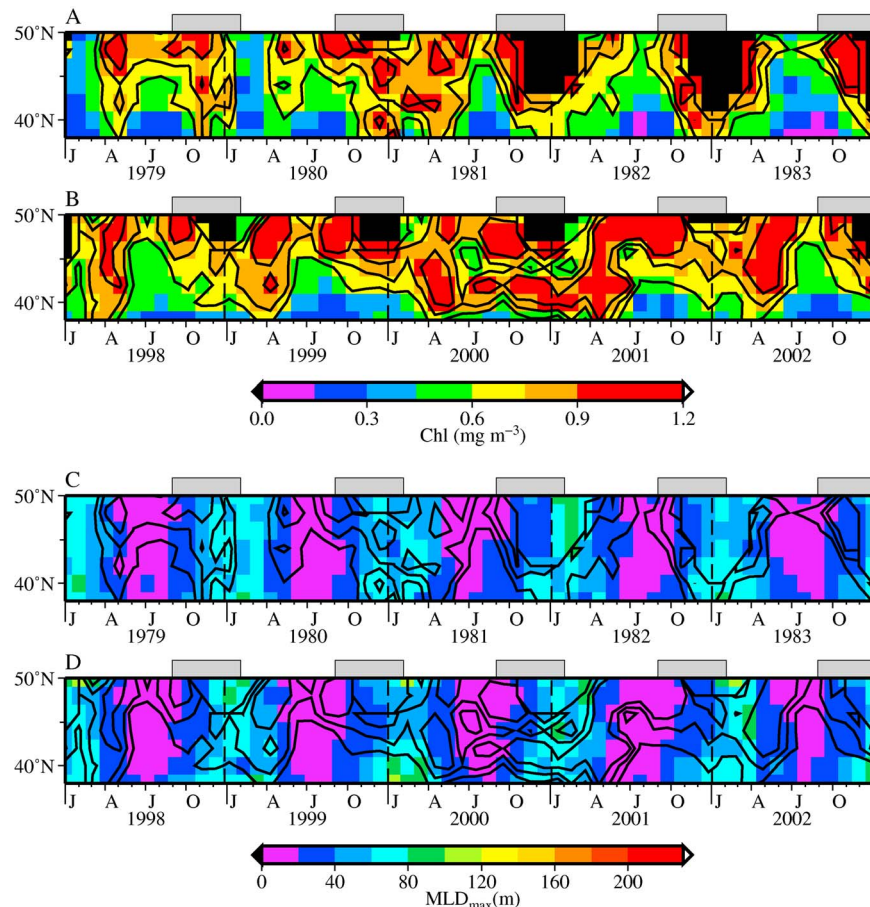 A
50°N
40°N
J A J O J A J O J A J O J A J O J A J O
1979 1980 1981 1982 1983
B
50°N
40°N
J A J O J A J O J A J O J A J O J A J O
1998 1999 2000 2001 2002
0.0 0.3 0.6 0.9 1.2
Chl (mg m⁻³)
C
50°N
40°N
J A J O J A J O J A J O J A J O J A J O
1979 1980 1981 1982 1983
D
50°N
40°N
J A J O J A J O J A J O J A J O J A J O
1998 1999 2000 2001 2002
0 40 80 120 160 200
MLDmax(m)